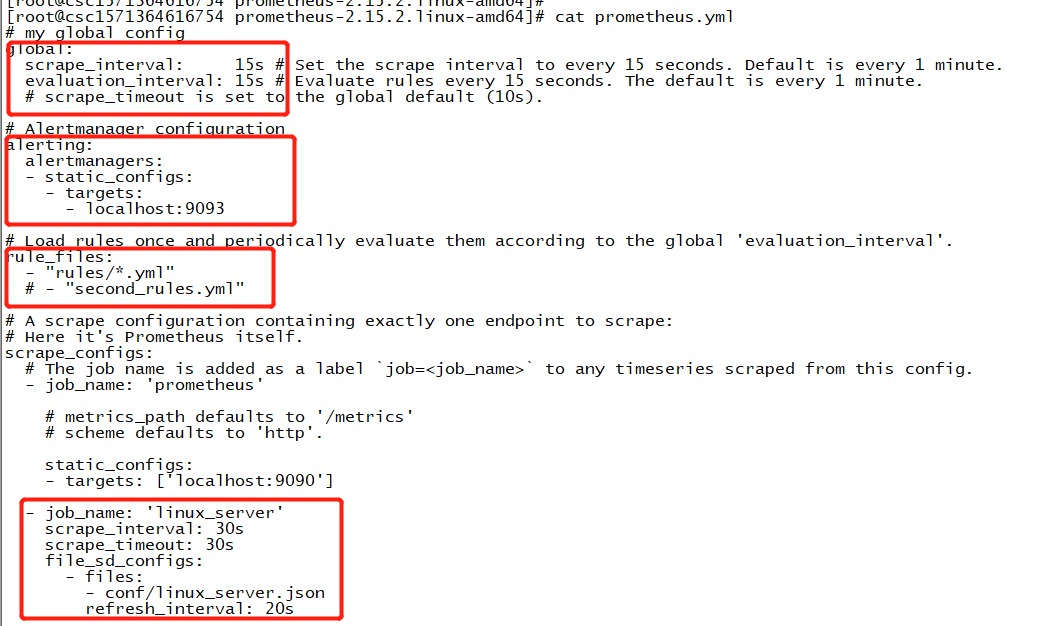 [root@csc1571364616754 prometheus-2.15.2.linux-amd64]#
[root@csc1571364616754 prometheus-2.15.2.linux-amd64]# cat prometheus.yml
# my global config
global:
  scrape_interval:     15s # Set the scrape interval to every 15 seconds. Default is every 1 minute.
  evaluation_interval: 15s # Evaluate rules every 15 seconds. The default is every 1 minute.
  # scrape_timeout is set to the global default (10s).

# Alertmanager configuration
alerting:
  alertmanagers:
  - static_configs:
    - targets:
      - localhost:9093

# Load rules once and periodically evaluate them according to the global 'evaluation_interval'.
rule_files:
  - "rules/*.yml"
  # - "second_rules.yml"

# A scrape configuration containing exactly one endpoint to scrape:
# Here it's Prometheus itself.
scrape_configs:
  # The job name is added as a label `job=<job_name>` to any timeseries scraped from this config.
  - job_name: 'prometheus'

    # metrics_path defaults to '/metrics'
    # scheme defaults to 'http'.

    static_configs:
    - targets: ['localhost:9090']

  - job_name: 'linux_server'
    scrape_interval: 30s
    scrape_timeout: 30s
    file_sd_configs:
      - files:
        - conf/linux_server.json
        refresh_interval: 20s